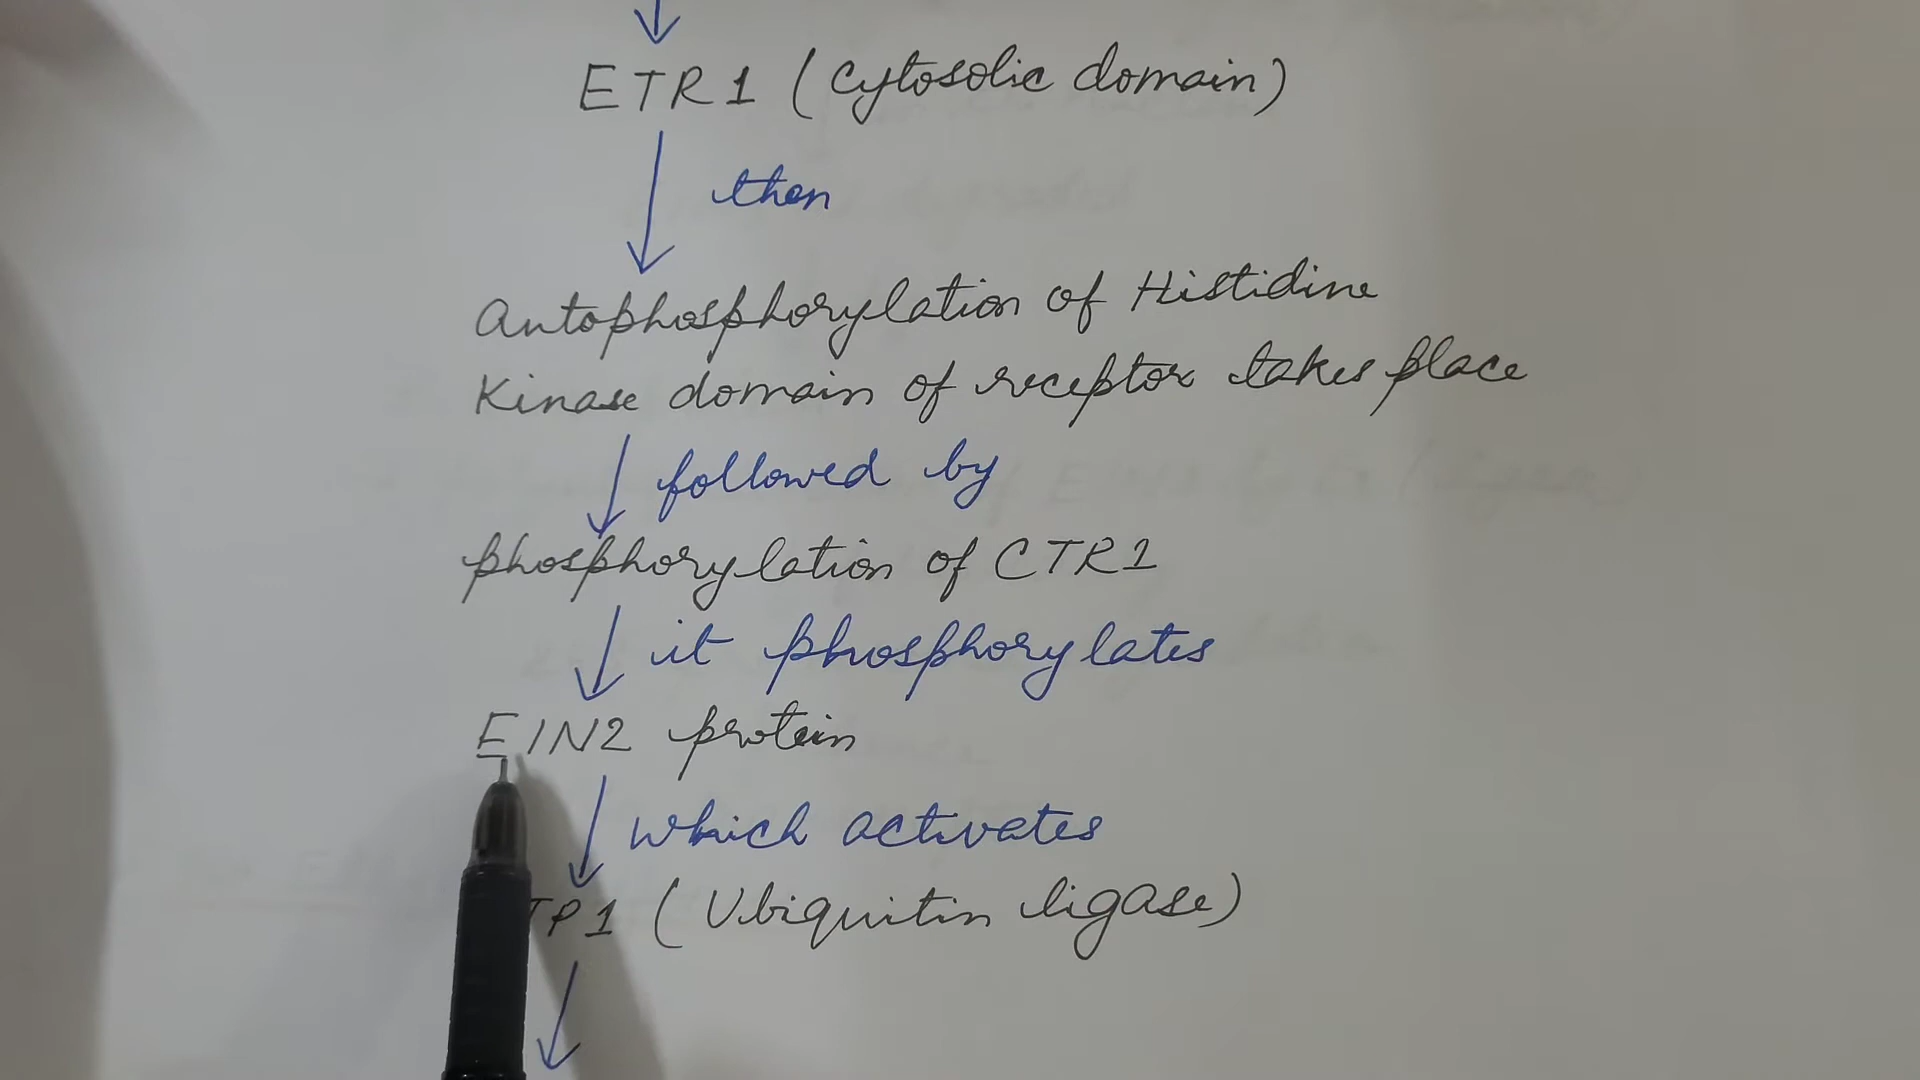 ETR1 (Cytosolic domain)
then
Autophosphorylation of Histidine
Kinase domain of receptor takes place
followed by
phosphorylation of CTR1
it phosphorylates
EIN2 protein
which activates
TP1 (Ubiquitin ligase)